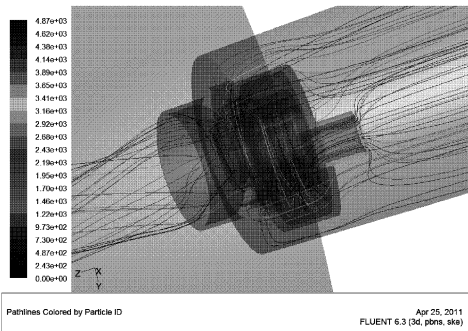 4.87e+03
4.62e+03
4.38e+03
4.14e+03
3.89e+03
3.65e+03
3.41e+03
3.16e+03
2.92e+03
2.68e+03
2.43e+03
2.19e+03
1.95e+03
1.70e+03
1.46e+03
1.22e+03
9.73e+02
7.30e+02
4.87e+02
2.43e+02
0.00e+00
Z X
Y
Pathlines Colored by Particle ID
Apr 25, 2011
FLUENT 6.3 (3d, pbns, ske)